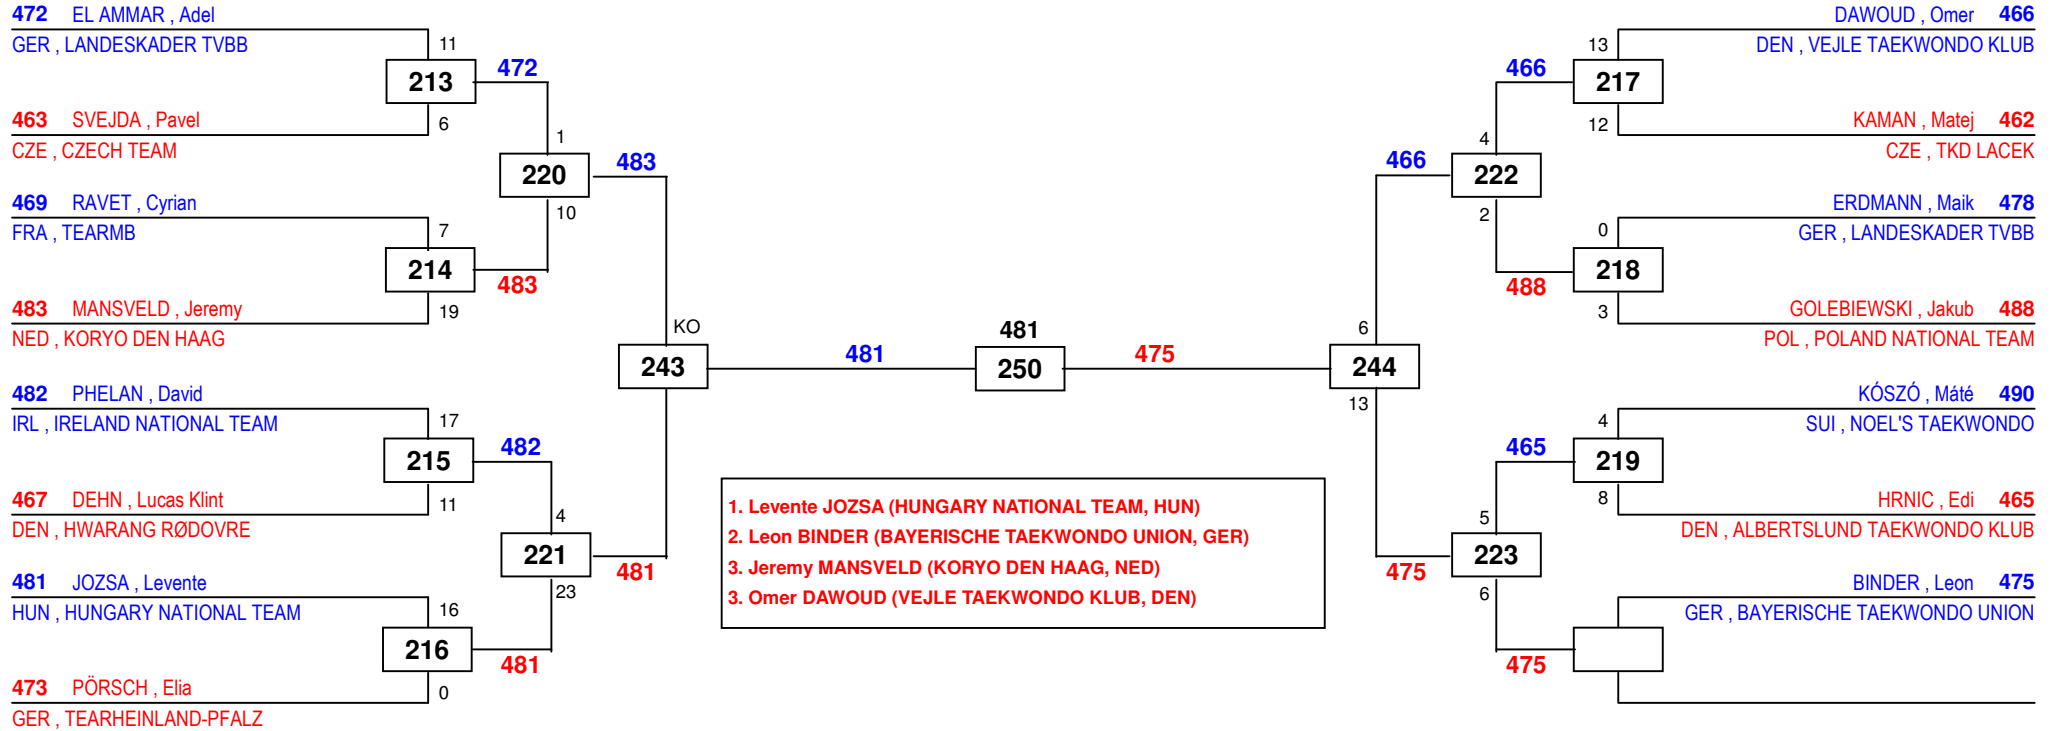 472 EL AMMAR , Adel
GER , LANDESKADER TVBB
11
213
472
463 SVEJDA , Pavel
6
CZE , CZECH TEAM
1
220
483
469 RAVET , Cyrian
10
FRA , TEARMB
7
214
483
483 MANSVELD , Jeremy
19
NED , KORYO DEN HAAG
KO
243
481
482 PHELAN , David
IRL , IRELAND NATIONAL TEAM
17
215
482
467 DEHN , Lucas Klint
11
DEN , HWARANG RØDOVRE
4
221
481
481 JOZSA , Levente
23
HUN , HUNGARY NATIONAL TEAM
16
216
481
473 PÖRSCH , Elia
0
GER , TEARHEINLAND-PFALZ
481
250
475
1. Levente JOZSA (HUNGARY NATIONAL TEAM, HUN)
2. Leon BINDER (BAYERISCHE TAEKWONDO UNION, GER)
3. Jeremy MANSVELD (KORYO DEN HAAG, NED)
3. Omer DAWOUD (VEJLE TAEKWONDO KLUB, DEN)
DAWOUD , Omer 466
DEN , VEJLE TAEKWONDO KLUB
13
466
217
12
KAMAN , Matej 462
CZE , TKD LACEK
4
466
222
2
ERDMANN , Maik 478
GER , LANDESKADER TVBB
0
218
488
3
GOLEBIEWSKI , Jakub 488
POL , POLAND NATIONAL TEAM
6
244
13
KÓSZÓ , Máté 490
SUI , NOEL'S TAEKWONDO
4
465
219
8
HRNIC , Edi 465
DEN , ALBERTSLUND TAEKWONDO KLUB
5
223
475
6
BINDER , Leon 475
GER , BAYERISCHE TAEKWONDO UNION
475